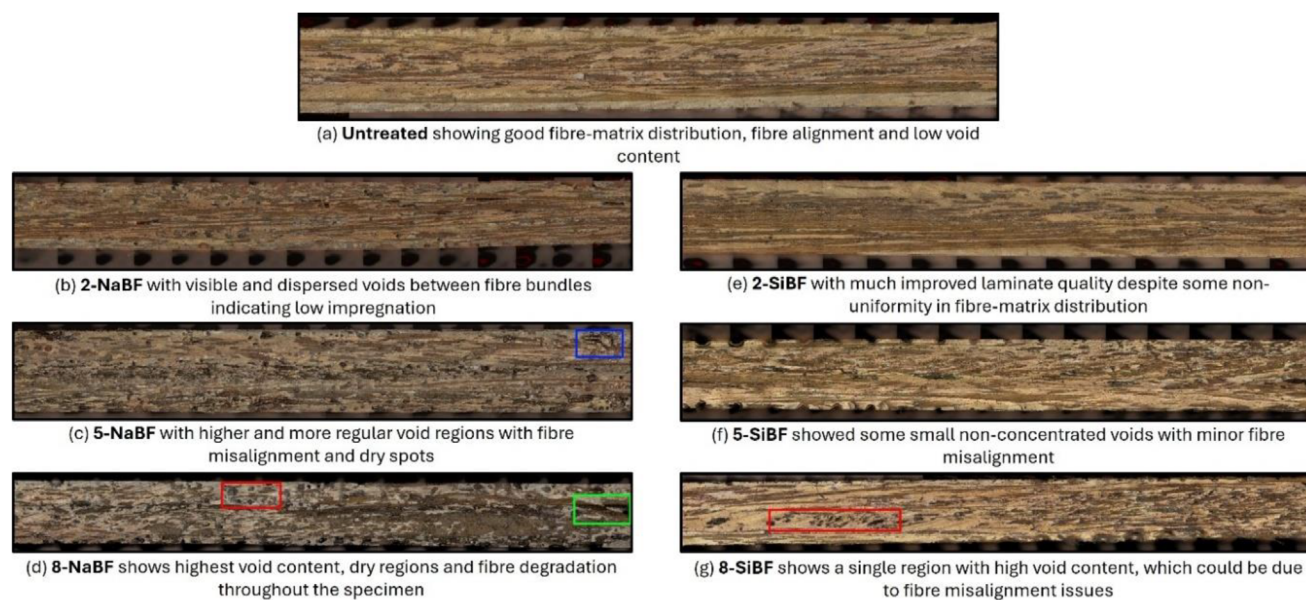 (a) Untreated showing good fibre-matrix distribution, fibre alignment and low void
content
(b) 2-NaBF with visible and dispersed voids between fibre bundles
indicating low impregnation
(e) 2-SiBF with much improved laminate quality despite some non-
uniformity in fibre-matrix distribution
(c) 5-NaBF with higher and more regular void regions with fibre
misalignment and dry spots
(f) 5-SiBF showed some small non-concentrated voids with minor fibre
misalignment
(d) 8-NaBF shows highest void content, dry regions and fibre degradation
throughout the specimen
(g) 8-SiBF shows a single region with high void content, which could be due
to fibre misalignment issues